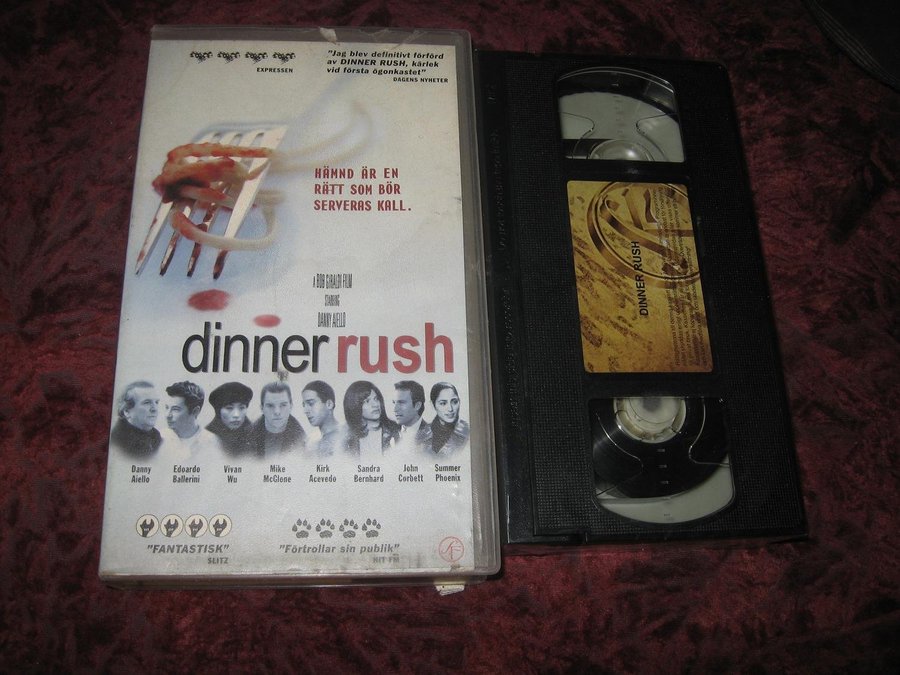 EXPRESSEN
"Jag blev definitivt förförd
av DINNER RUSH, kärlek
vid första ögonkastet"
DAGENS NYHETER
HÄMND ÄR EN
RÄTT SOM BÖR
SERVERAS KALL.
A BOB GIRALDI FILM
STARRING
DANNY AIELLO
dinner rush
Danny
Aiello
Edoardo
Ballerini
Vivan
Wu
Mike
McGlone
Kirk
Acevedo
Sandra
Bernhard
John
Corbett
Summer
Phoenix
"FANTASTISK"
SLITZ
"Förtrollar sin publik"
HIT FM
SF
DINNER RUSH